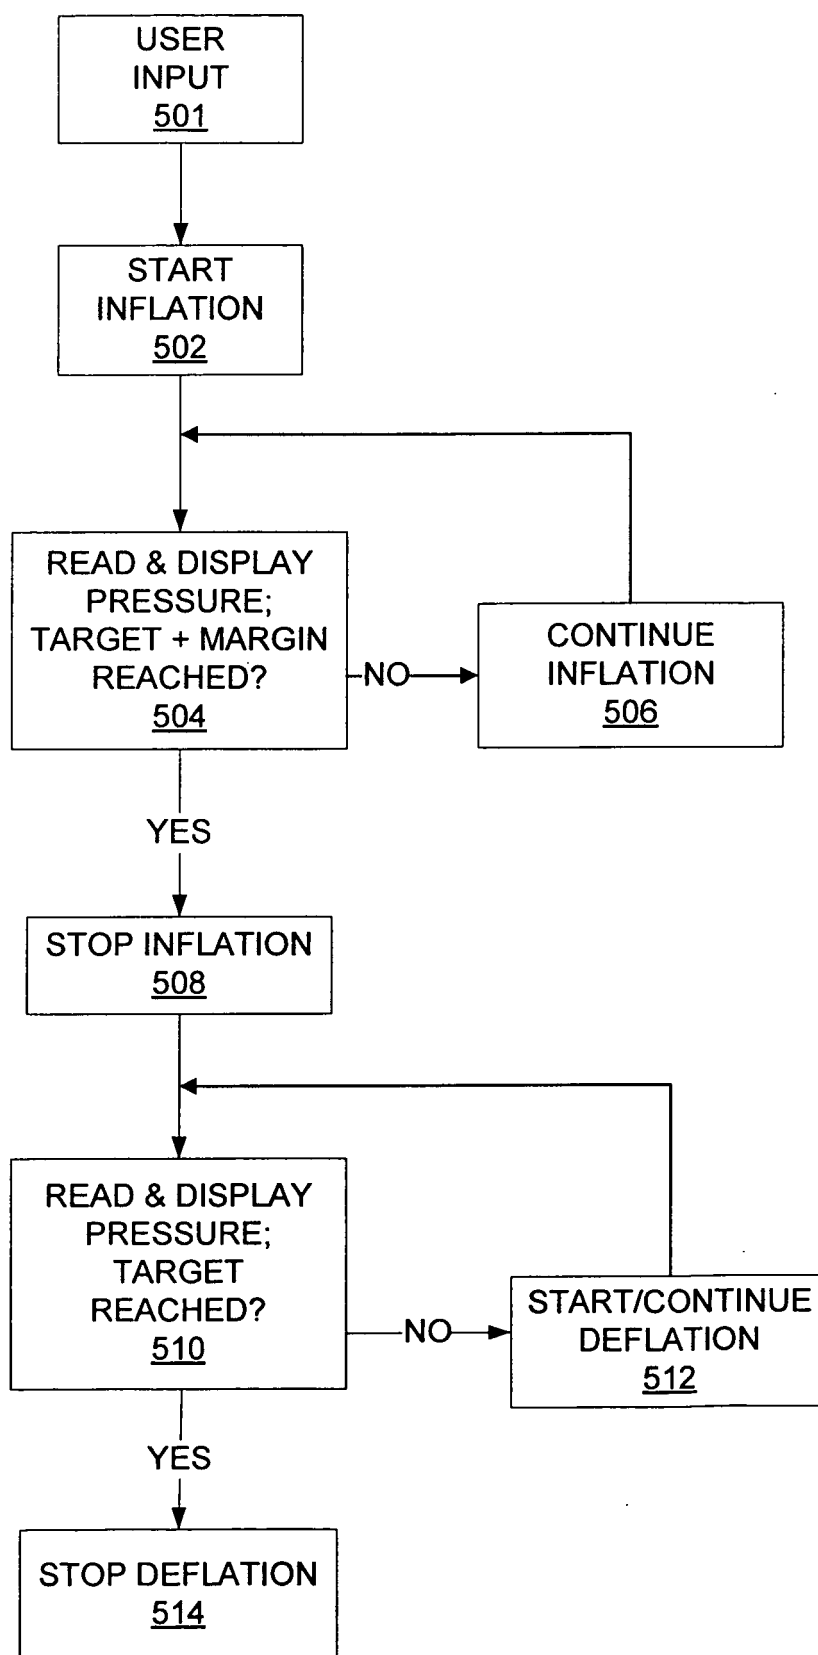 USER
INPUT
501
START
INFLATION
502
READ & DISPLAY
PRESSURE;
TARGET + MARGIN
REACHED?
504
NO
CONTINUE
INFLATION
506
YES
STOP INFLATION
508
READ & DISPLAY
PRESSURE;
TARGET
REACHED?
510
NO
START/CONTINUE
DEFLATION
512
YES
STOP DEFLATION
514